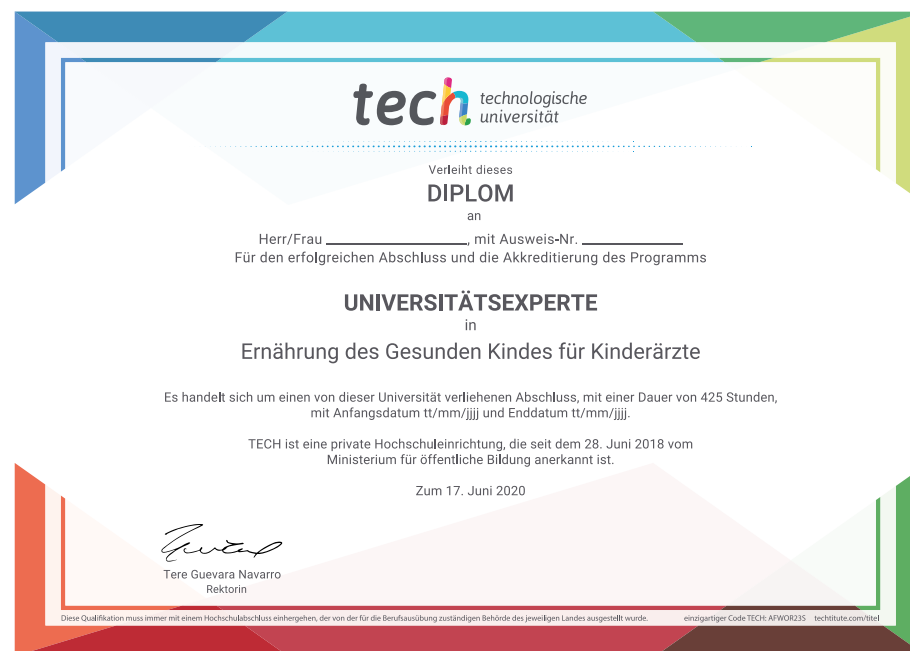 tech technologische
universität
Verleiht dieses
DIPLOM
an
Herr/Frau ____________________, mit Ausweis-Nr. ____________________
Für den erfolgreichen Abschluss und die Akkreditierung des Programms
UNIVERSITÄTSEXPERTE
in
Ernährung des Gesunden Kindes für Kinderärzte
Es handelt sich um einen von dieser Universität verliehenen Abschluss, mit einer Dauer von 425 Stunden,
mit Anfangsdatum tt/mm/jjjj und Enddatum tt/mm/jjjj.
TECH ist eine private Hochschuleinrichtung, die seit dem 28. Juni 2018 vom
Ministerium für öffentliche Bildung anerkannt ist.
Zum 17. Juni 2020
Tere Guevara Navarro
Rektorin
Diese Qualifikation muss immer mit einem Hochschulabschluss einhergehen, der von der für die Berufsausübung zuständigen Behörde des jeweiligen Landes ausgestellt wurde. einzigartiger Code TECH: AFWOR23S techtitute.com/titel